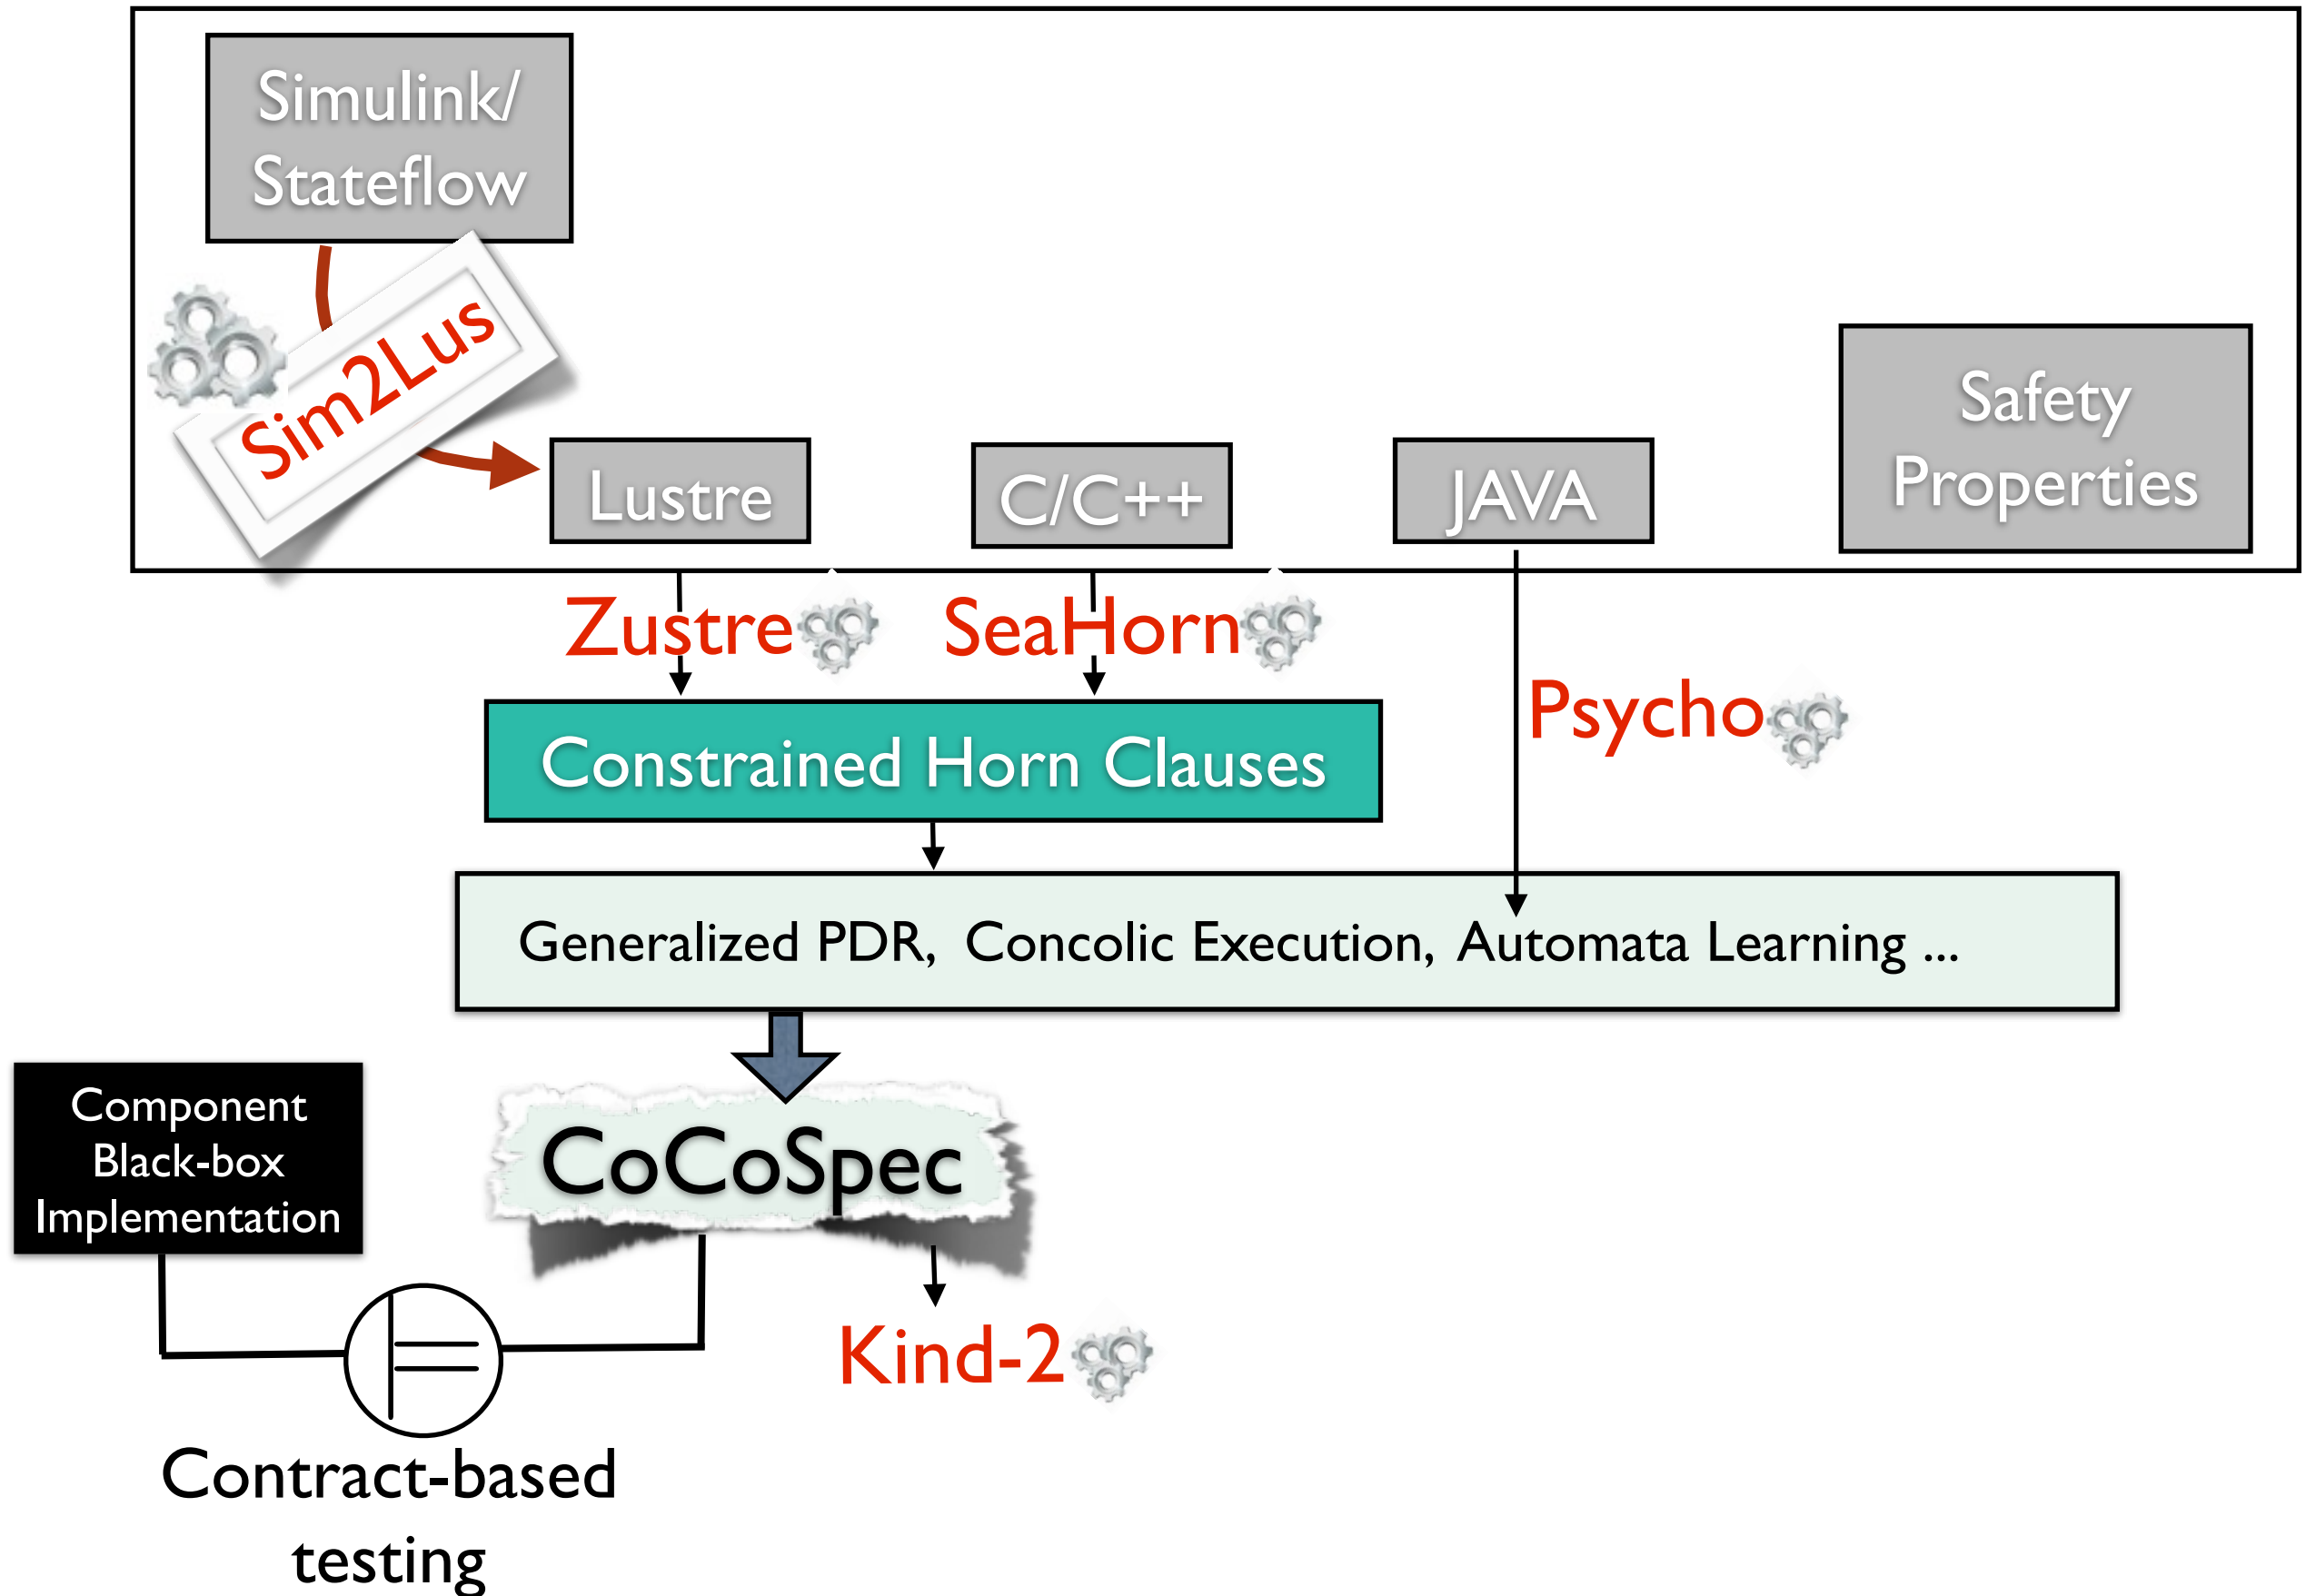 Simulink/
Stateflow
Sim2Lus
Safety
Properties
Lustre
C/C++
JAVA
Zustre
SeaHorn
Psycho
Constrained Horn Clauses
Generalized PDR, Concolic Execution, Automata Learning ...
Component
Black-box
Implementation
CoCoSpec
Kind-2
Contract-based
testing